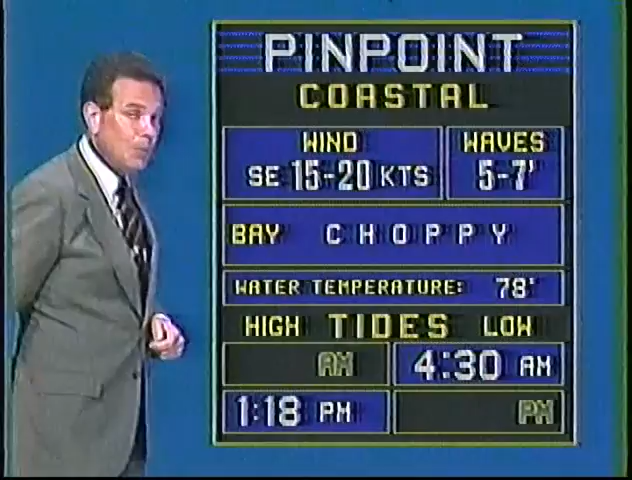 PINPOINT
COASTAL
WIND WAVES
SE 15-20 KTS 5-7'
BAY CHOPPY
WATER TEMPERATURE: 78'
HIGH TIDES LOW
AM 4:30 AM
1:18 PM PM